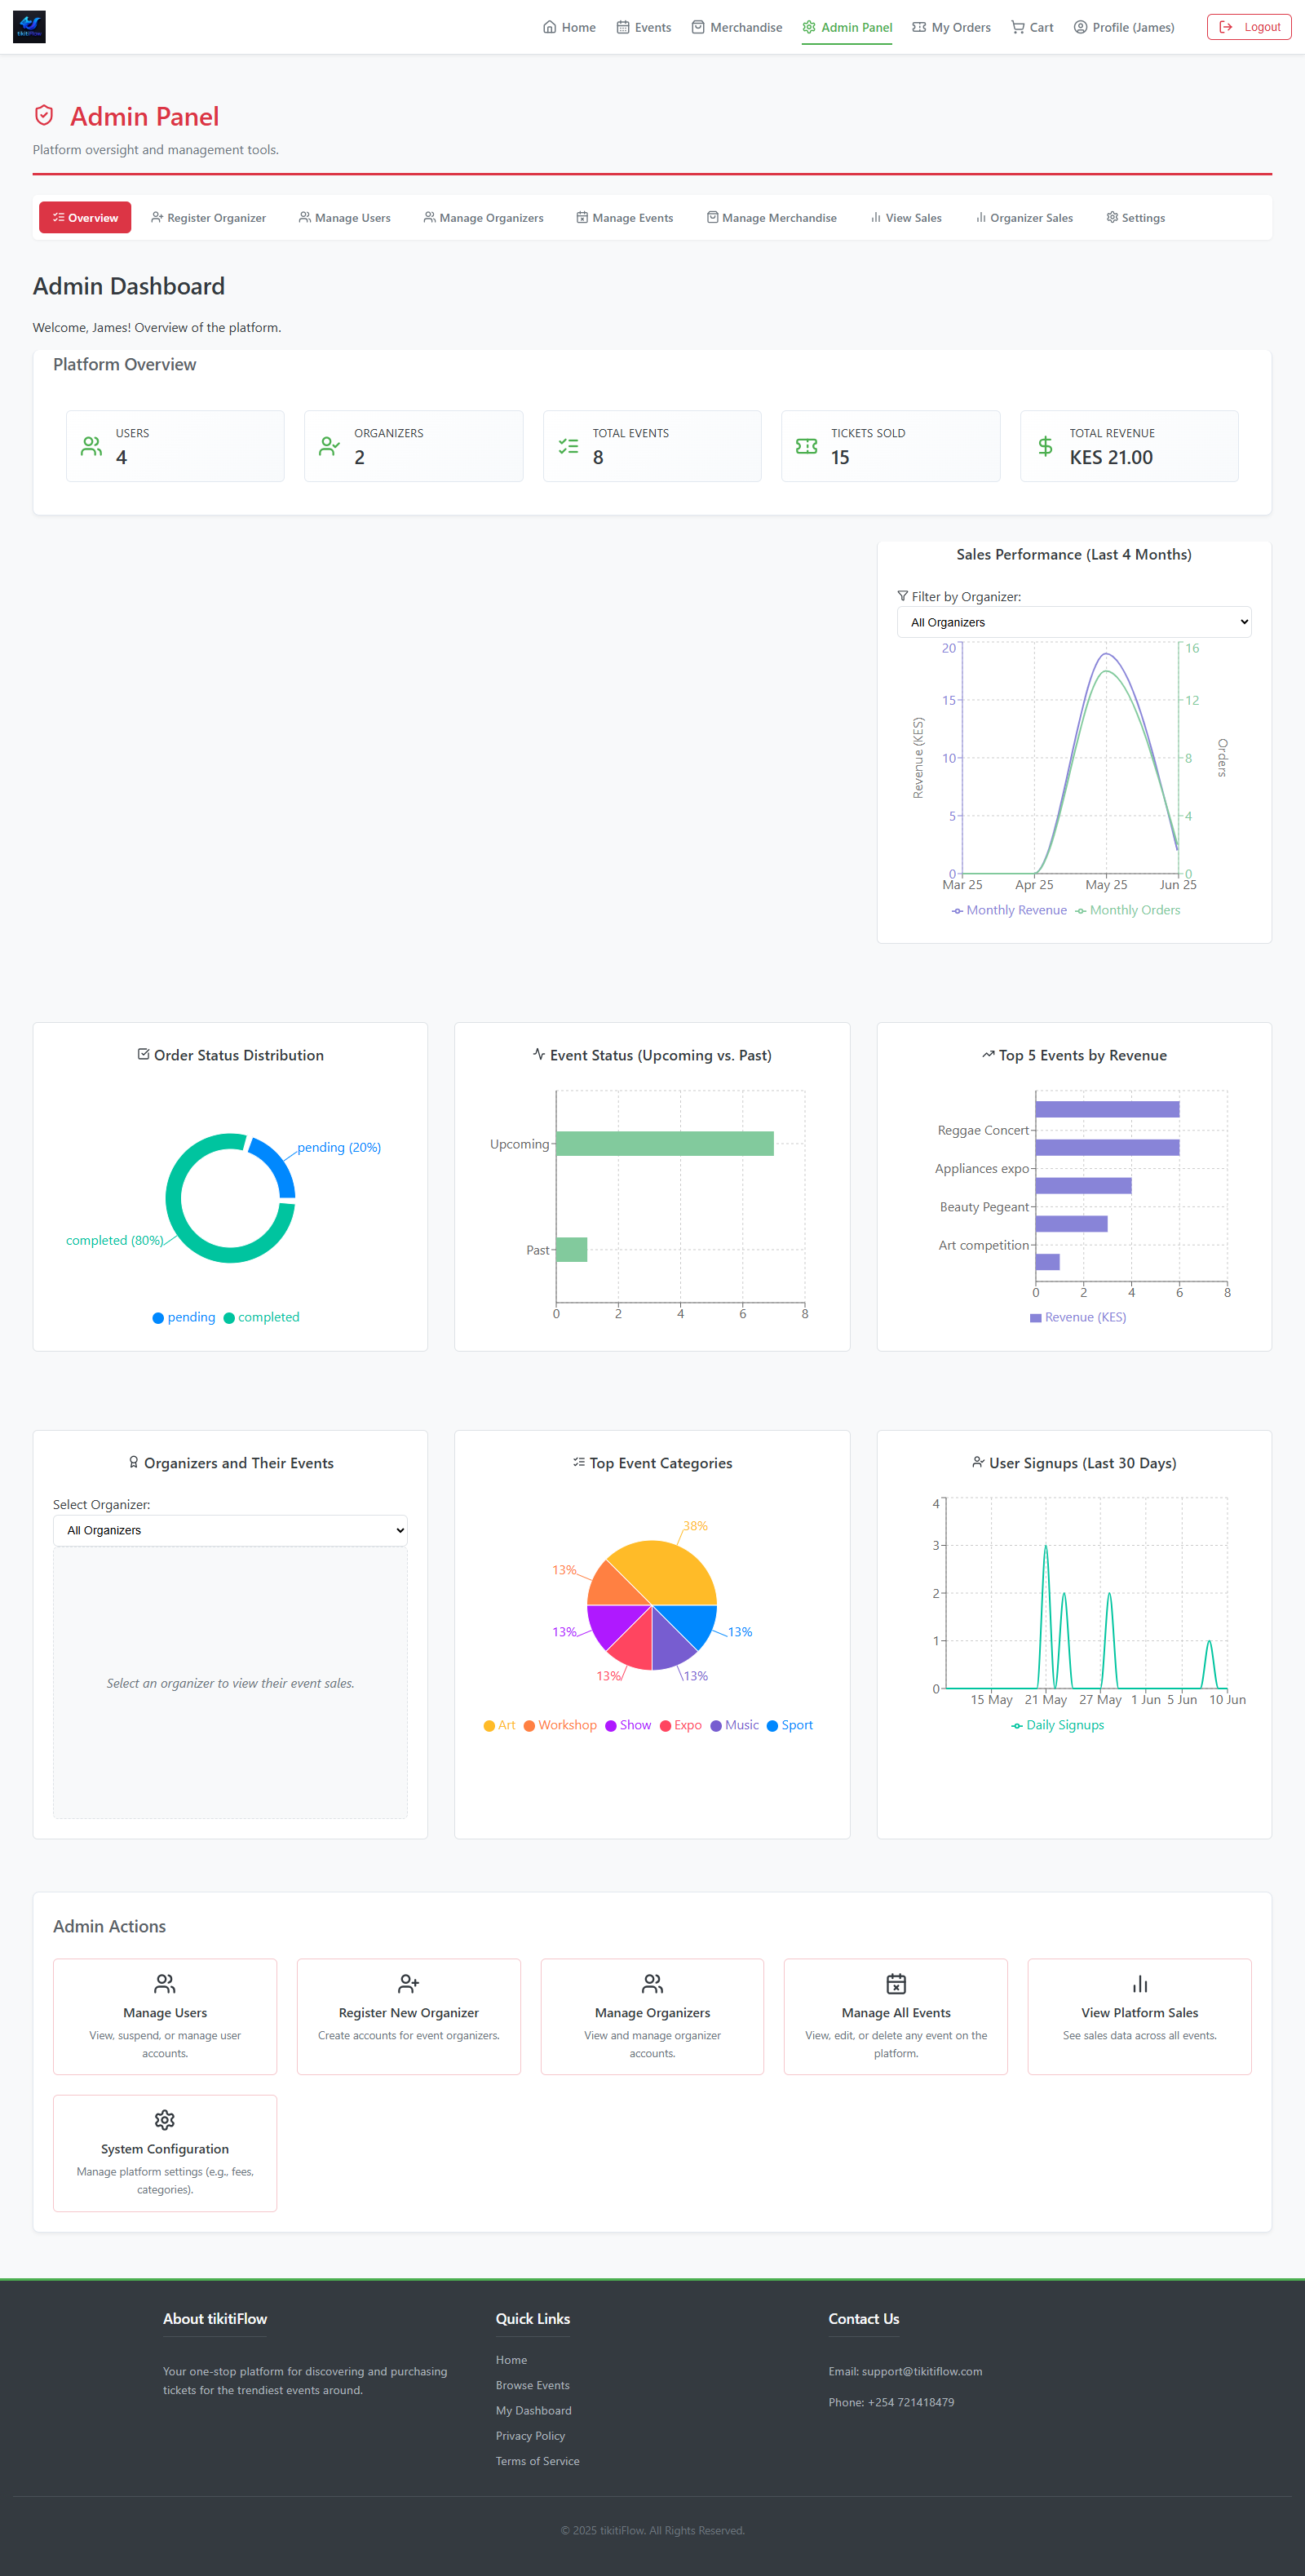 tikitiFlow
Home Events Merchandise Admin Panel My Orders Cart Profile (James) Logout
Admin Panel
Platform oversight and management tools.
Overview Register Organizer Manage Users Manage Organizers Manage Events Manage Merchandise View Sales Organizer Sales Settings
Admin Dashboard
Welcome, James! Overview of the platform.
Platform Overview
USERS
4
ORGANIZERS
2
TOTAL EVENTS
8
TICKETS SOLD
15
TOTAL REVENUE
KES 21.00
Sales Performance (Last 4 Months)
Filter by Organizer:
All Organizers
20
15
10
5
0
Revenue (KES)
16
12
8
4
0
Orders
Mar 25 Apr 25 May 25 Jun 25
Monthly Revenue Monthly Orders
Order Status Distribution
pending (20%)
completed (80%)
pending completed
Event Status (Upcoming vs. Past)
Upcoming
Past
0 2 4 6 8
Top 5 Events by Revenue
Reggae Concert
Appliances expo
Beauty Pegeant
Art competition
0 2 4 6 8
Revenue (KES)
Organizers and Their Events
Select Organizer:
All Organizers
Select an organizer to view their event sales.
Top Event Categories
38%
13%
13%
13%
13%
13%
Art Workshop Show Expo Music Sport
User Signups (Last 30 Days)
4
3
2
1
0
15 May 21 May 27 May 1 Jun 5 Jun 10 Jun
Daily Signups
Admin Actions
Manage Users
View, suspend, or manage user
accounts.
Register New Organizer
Create accounts for event organizers.
Manage Organizers
View and manage organizer
accounts.
Manage All Events
View, edit, or delete any event on the
platform.
View Platform Sales
See sales data across all events.
System Configuration
Manage platform settings (e.g., fees,
categories).
About tikitiFlow
Your one-stop platform for discovering and purchasing
tickets for the trendiest events around.
Quick Links
Home
Browse Events
My Dashboard
Privacy Policy
Terms of Service
Contact Us
Email: support@tikitiflow.com
Phone: +254 721418479
© 2025 tikitiFlow. All Rights Reserved.